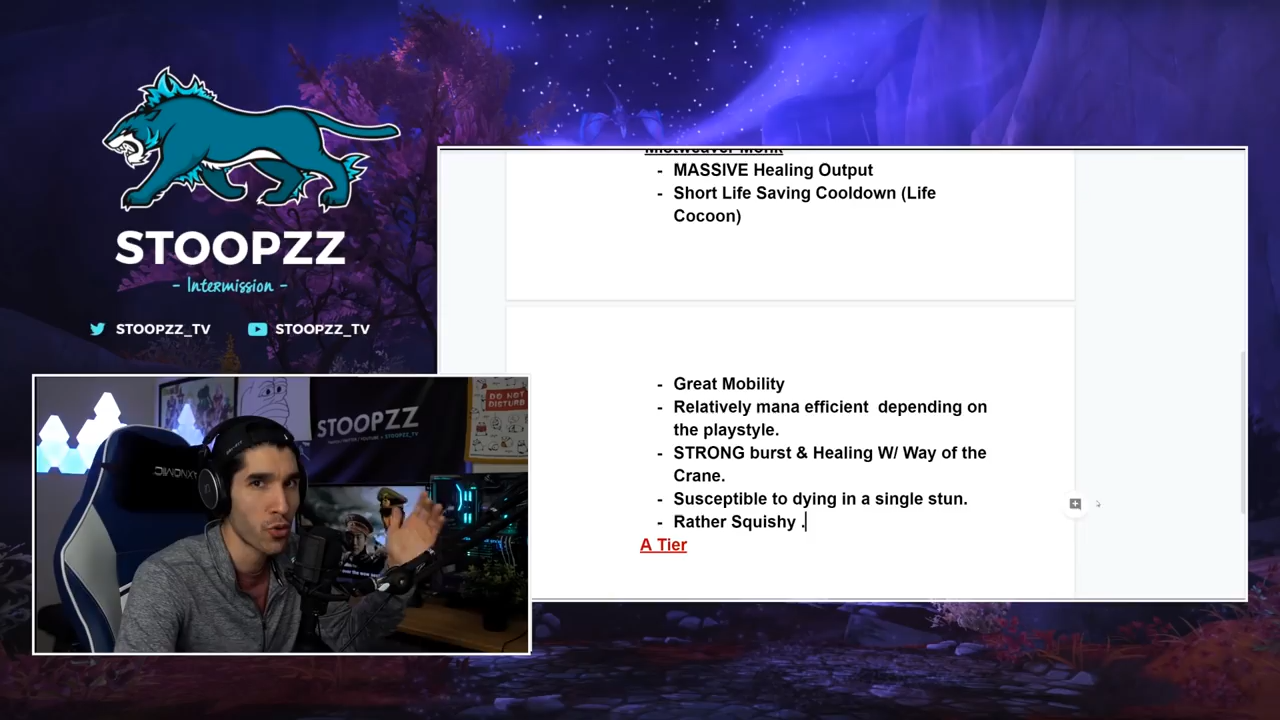 STOOPZZ
- Intermission -
STOOPZZ_TV
STOOPZZ_TV
Mistweaver Monk
- MASSIVE Healing Output
- Short Life Saving Cooldown (Life
Cocoon)
- Great Mobility
- Relatively mana efficient  depending on
the playstyle.
- STRONG burst & Healing W/ Way of the
Crane.
- Susceptible to dying in a single stun.
- Rather Squishy .
A Tier
STOOPZZ
DO NOT
DISTURB